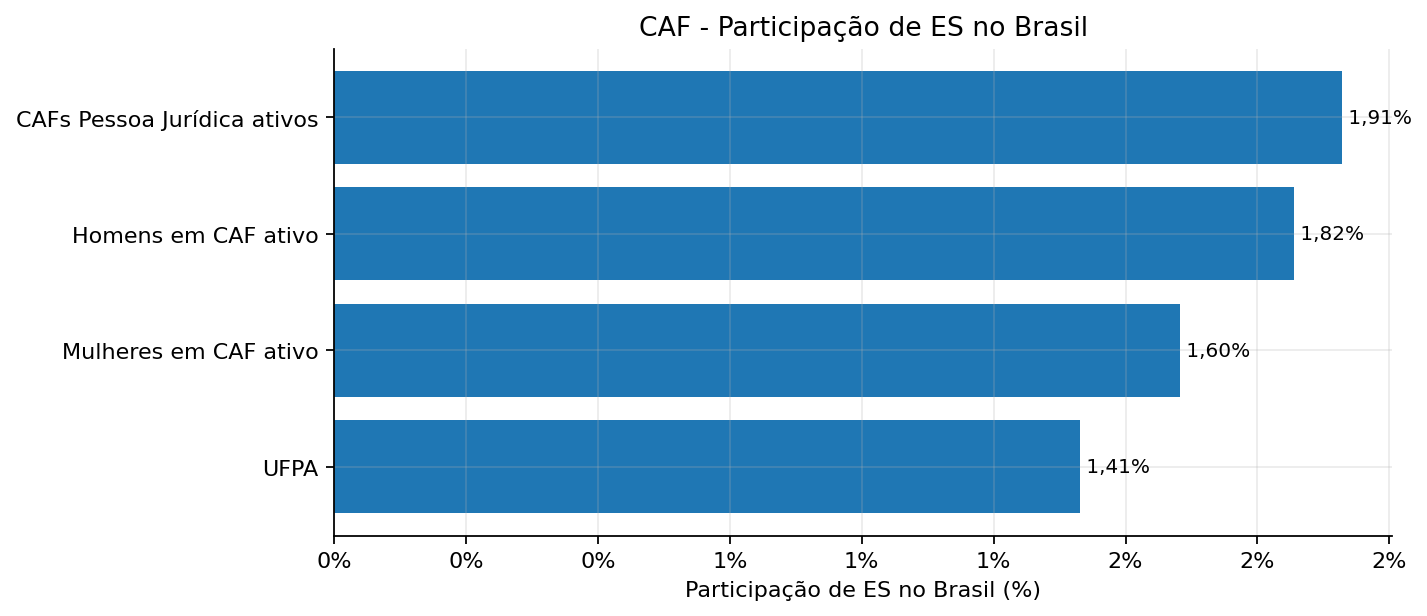 CAF - Participação de ES no Brasil
CAFs Pessoa Jurídica ativos
1,91%
Homens em CAF ativo
1,82%
Mulheres em CAF ativo
1,60%
UFPA
1,41%
0% 0% 0% 1% 1% 1% 2% 2% 2%
Participação de ES no Brasil (%)